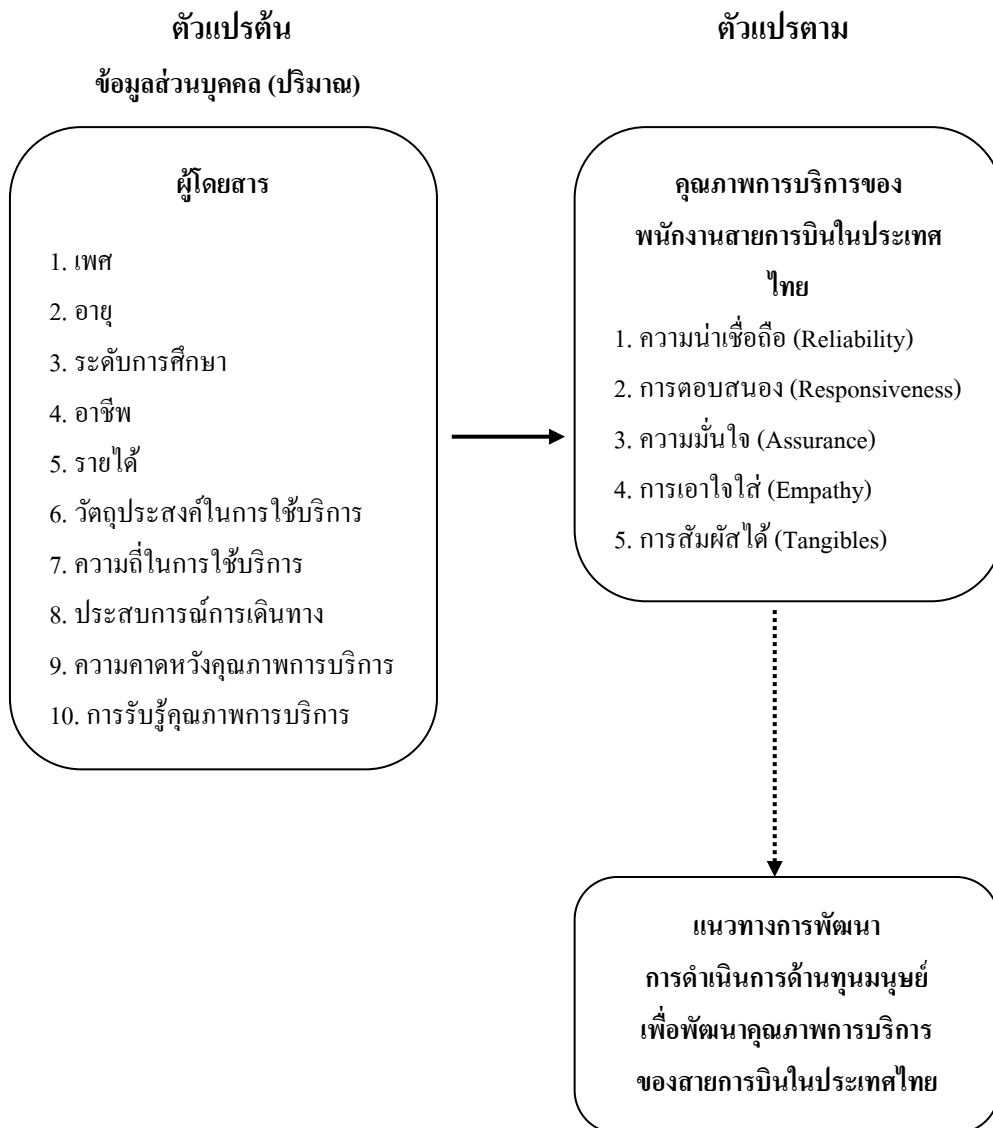 ตัวแปรต้น
ข้อมูลส่วนบุคคล (ปริมาณ)
ผู้โดยสาร
1. เพศ
2. อายุ
3. ระดับการศึกษา
4. อาชีพ
5. รายได้
6. วัตถุประสงค์ในการใช้บริการ
7. ความถี่ในการใช้บริการ
8. ประสบการณ์การเดินทาง
9. ความคาดหวังคุณภาพการบริการ
10. การรับรู้คุณภาพการบริการ
ตัวแปรตาม
คุณภาพการบริการของ
พนักงานสายการบินในประเทศ
ไทย
1. ความน่าเชื่อถือ (Reliability)
2. การตอบสนอง (Responsiveness)
3. ความมั่นใจ (Assurance)
4. การเอาใจใส่ (Empathy)
5. การสัมผัสได้ (Tangibles)
แนวทางการพัฒนา
การดำเนินการด้านทุนมนุษย์
เพื่อพัฒนาคุณภาพการบริการ
ของสายการบินในประเทศไทย